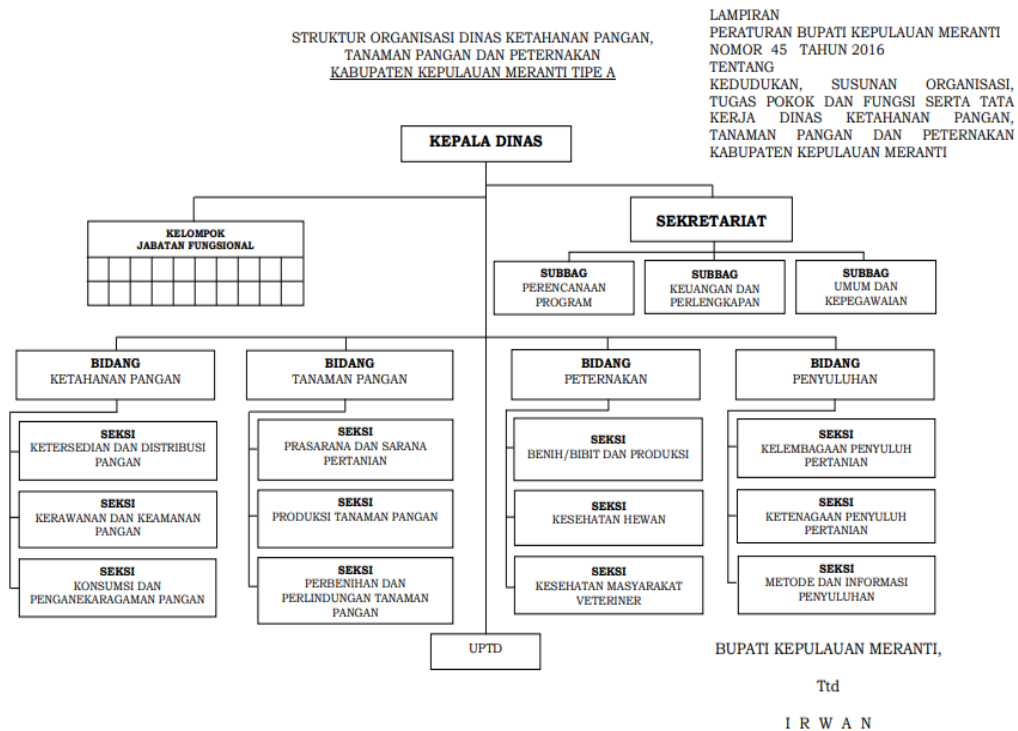 STRUKTUR ORGANISASI DINAS KETAHANAN PANGAN,
TANAMAN PANGAN DAN PETERNAKAN
KABUPATEN KEPULAUAN MERANTI TIPE A
LAMPIRAN
PERATURAN BUPATI KEPULAUAN MERANTI
NOMOR 45 TAHUN 2016
TENTANG
KEDUDUKAN, SUSUNAN ORGANISASI,
TUGAS POKOK DAN FUNGSI SERTA TATA
KERJA DINAS KETAHANAN PANGAN,
TANAMAN PANGAN DAN PETERNAKAN
KABUPATEN KEPULAUAN MERANTI
KEPALA DINAS
KELOMPOK
JABATAN FUNGSIONAL
SEKRETARIAT
SUBBAG
PERENCANAAN
PROGRAM
SUBBAG
KEUANGAN DAN
PERLENGKAPAN
SUBBAG
UMUM DAN
KEPEGAWAIAN
BIDANG
KETAHANAN PANGAN
SEKSI
KETERSEDIAN DAN DISTRIBUSI
PANGAN
SEKSI
KERAWANAN DAN KEAMANAN
PANGAN
SEKSI
KONSUMSI DAN
PENGANEKARAGAMAN PANGAN
BIDANG
TANAMAN PANGAN
SEKSI
PRASARANA DAN SARANA
PERTANIAN
SEKSI
PRODUKSI TANAMAN PANGAN
SEKSI
PERBENIHAN DAN
PERLINDUNGAN TANAMAN
PANGAN
BIDANG
PETERNAKAN
SEKSI
BENIH/BIBIT DAN PRODUKSI
SEKSI
KESEHATAN HEWAN
SEKSI
KESEHATAN MASYARAKAT
VETERINER
BIDANG
PENYULUHAN
SEKSI
KELEMBAGAAN PENYULUH
PERTANIAN
SEKSI
KETENAGAAN PENYULUH
PERTANIAN
SEKSI
METODE DAN INFORMASI
PENYULUHAN
UPTD
BUPATI KEPULAUAN MERANTI,
Ttd
I R W A N